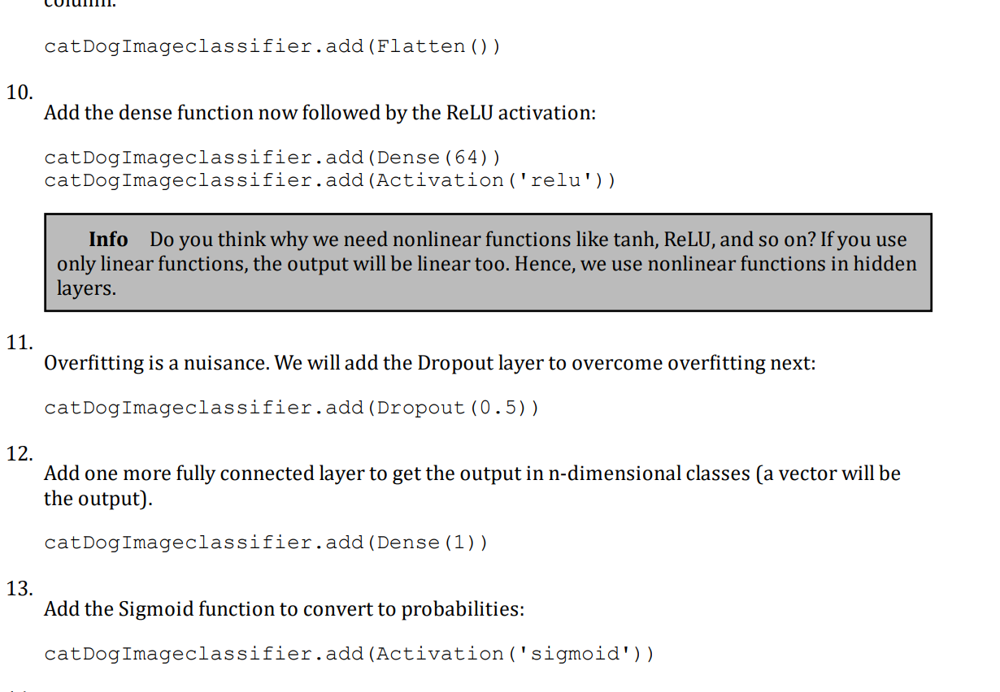 column.
catDogImageclassifier.add(Flatten())
10.
Add the dense function now followed by the ReLU activation:
catDogImageclassifier.add(Dense(64))
catDogImageclassifier.add(Activation('relu'))
Info Do you think why we need nonlinear functions like tanh, ReLU, and so on? If you use
only linear functions, the output will be linear too. Hence, we use nonlinear functions in hidden
layers.
11.
Overfitting is a nuisance. We will add the Dropout layer to overcome overfitting next:
catDogImageclassifier.add(Dropout(0.5))
12.
Add one more fully connected layer to get the output in n-dimensional classes (a vector will be
the output).
catDogImageclassifier.add(Dense(1))
13.
Add the Sigmoid function to convert to probabilities:
catDogImageclassifier.add(Activation('sigmoid'))